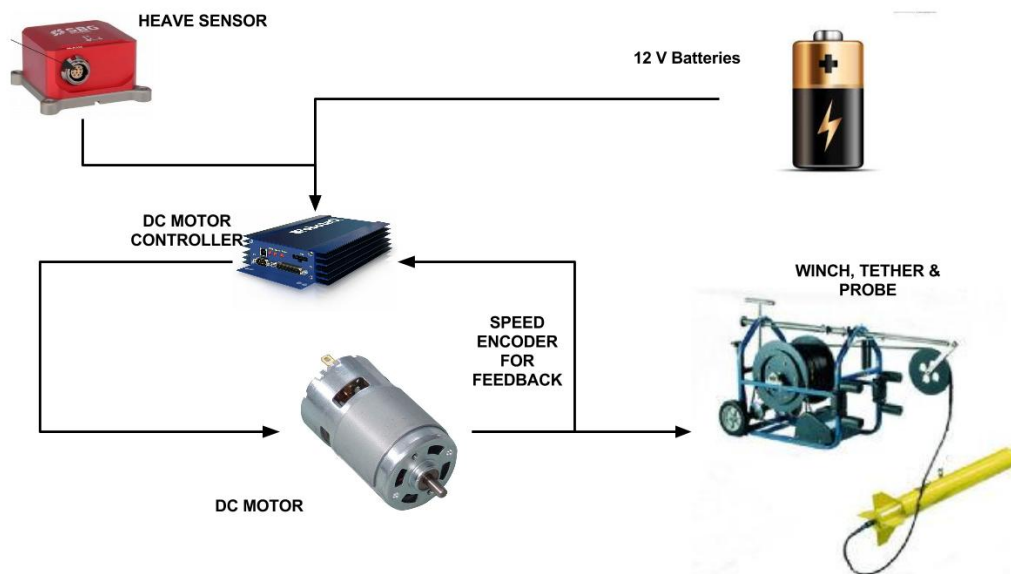 HEAVE SENSOR
SBG
12 V Batteries
DC MOTOR
CONTROLLER
WINCH, TETHER &
PROBE
SPEED
ENCODER
FOR
FEEDBACK
DC MOTOR